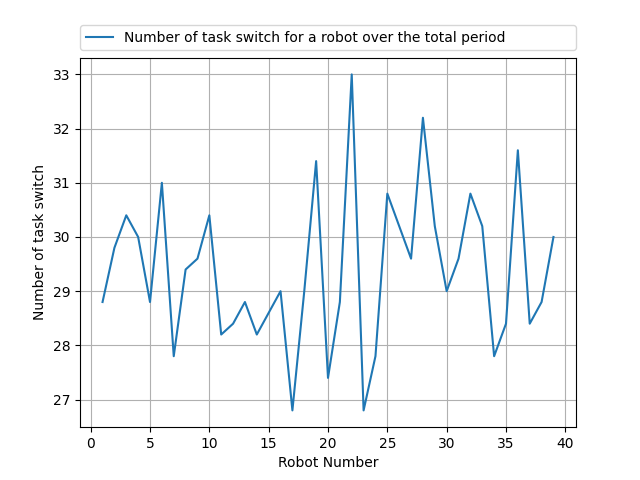 Number of task switch for a robot over the total period
33
32
31
30
29
28
27
Number of task switch
0 5 10 15 20 25 30 35 40
Robot Number